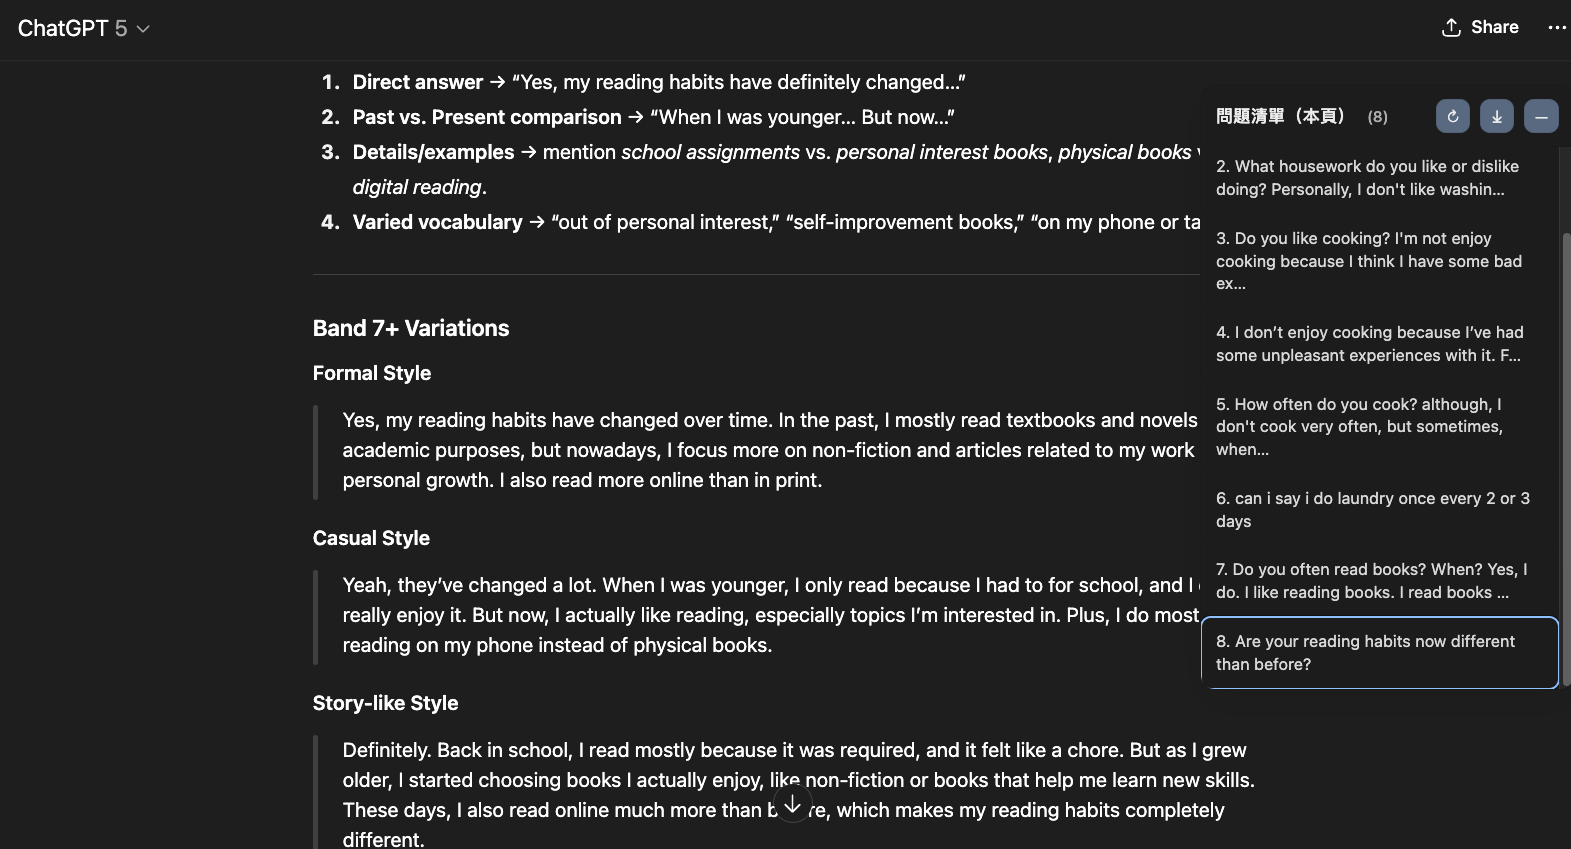 ChatGPT 5
Share
1. Direct answer → “Yes, my reading habits have definitely changed…”
2. Past vs. Present comparison → “When I was younger… But now…”
3. Details/examples → mention school assignments vs. personal interest books, physical books
digital reading.
4. Varied vocabulary → “out of personal interest,” “self-improvement books,” “on my phone or
Band 7+ Variations
Formal Style
Yes, my reading habits have changed over time. In the past, I mostly read textbooks and novels
academic purposes, but nowadays, I focus more on non-fiction and articles related to my work
personal growth. I also read more online than in print.
Casual Style
Yeah, they’ve changed a lot. When I was younger, I only read because I had to for school, and I
really enjoy it. But now, I actually like reading, especially topics I’m interested in. Plus, I do most
reading on my phone instead of physical books.
Story-like Style
Definitely. Back in school, I read mostly because it was required, and it felt like a chore. But as I grew
older, I started choosing books I actually enjoy, like non-fiction or books that help me learn new skills.
These days, I also read online much more than , which makes my reading habits completely
different.
問題清單（本頁） (8)
2. What housework do you like or dislike
doing? Personally, I don't like washin...
3. Do you like cooking? I'm not enjoy
cooking because I think I have some bad
ex...
4. I don’t enjoy cooking because I’ve had
some unpleasant experiences with it. F...
5. How often do you cook? although, I
don't cook very often, but sometimes,
when...
6. can i say i do laundry once every 2 or 3
days
7. Do you often read books? When? Yes, I
do. I like reading books. I read books ...
8. Are your reading habits now different
than before?